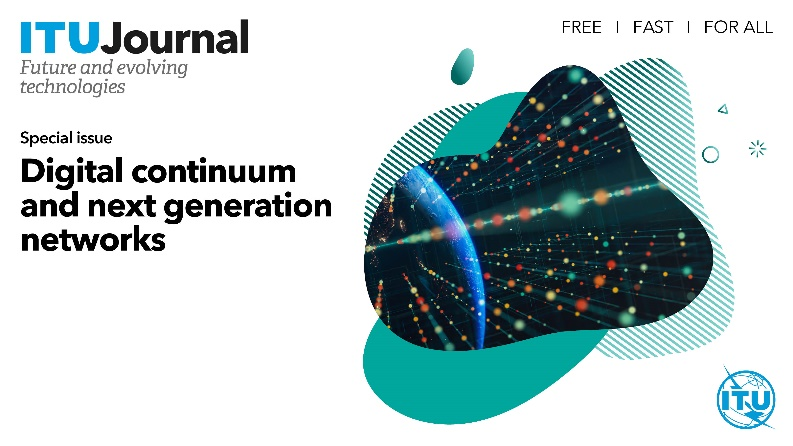 ITUJournal
Future and evolving
technologies
FREE | FAST | FOR ALL
Special issue
Digital continuum
and next generation
networks
ITU